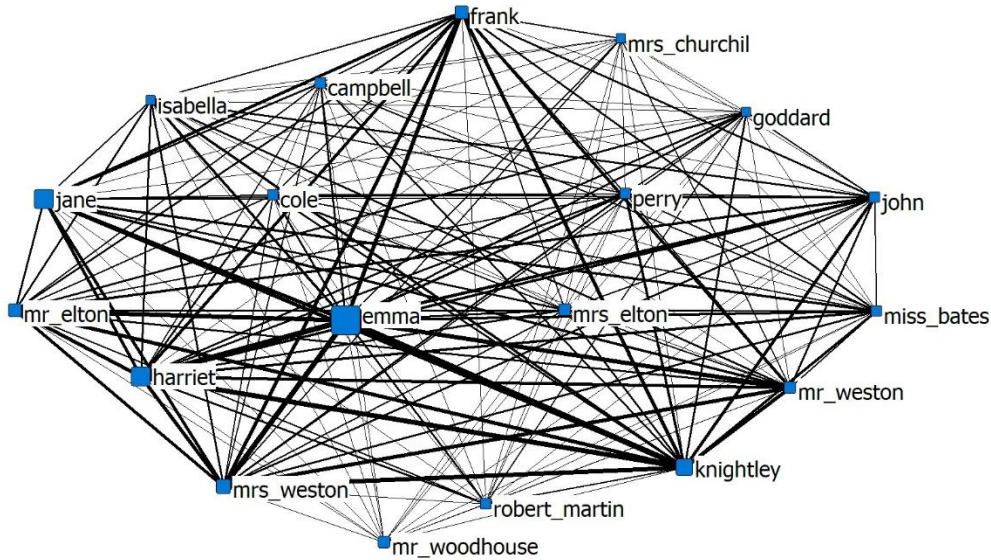 frank
mrs_churchil
campbell
isabella
goddard
jane
cole
perry
john
mr_elton
emma
mrs_elton
miss_bates
harriet
mr_weston
knightley
mrs_weston
robert_martin
mr_woodhouse